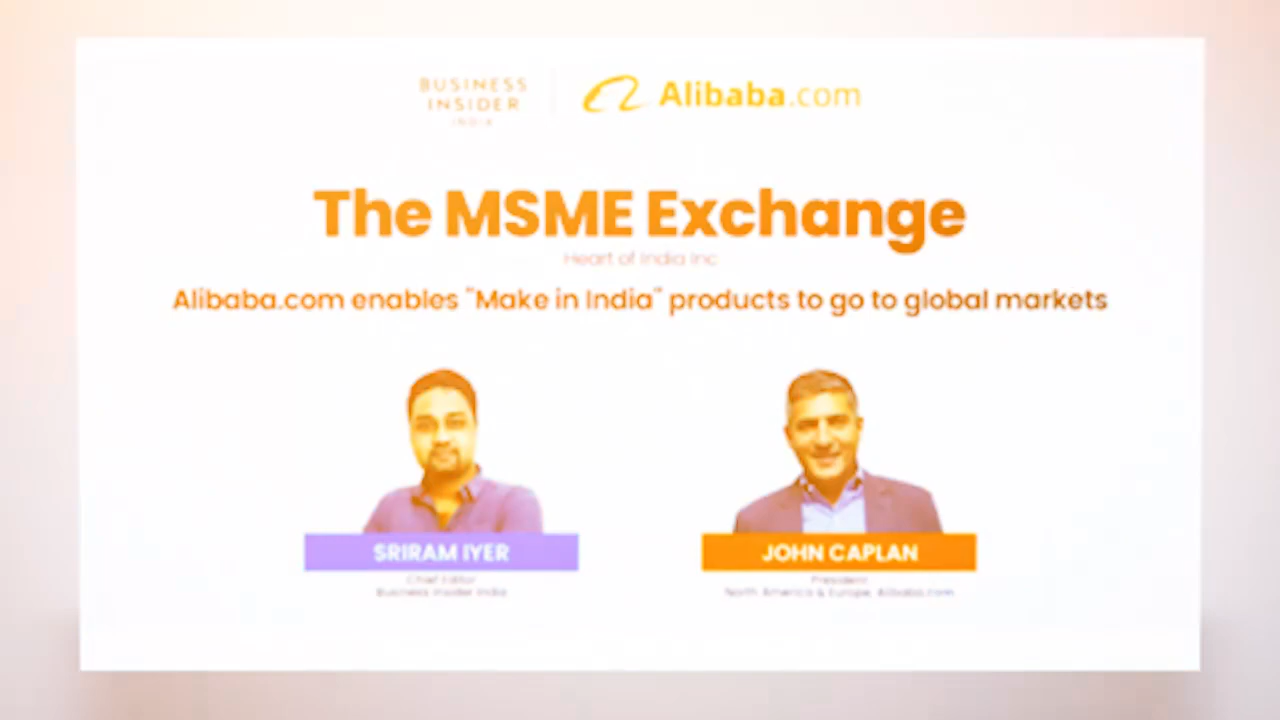 BUSINESS
INSIDER
INDIA
Alibaba.com
The MSME Exchange
Heart of India Inc
Alibaba.com enables "Make in India" products to go to global markets
SRIRAM IYER
Chief Editor
Business Insider India
JOHN CAPLAN
President
North America & Europe, Alibaba.com